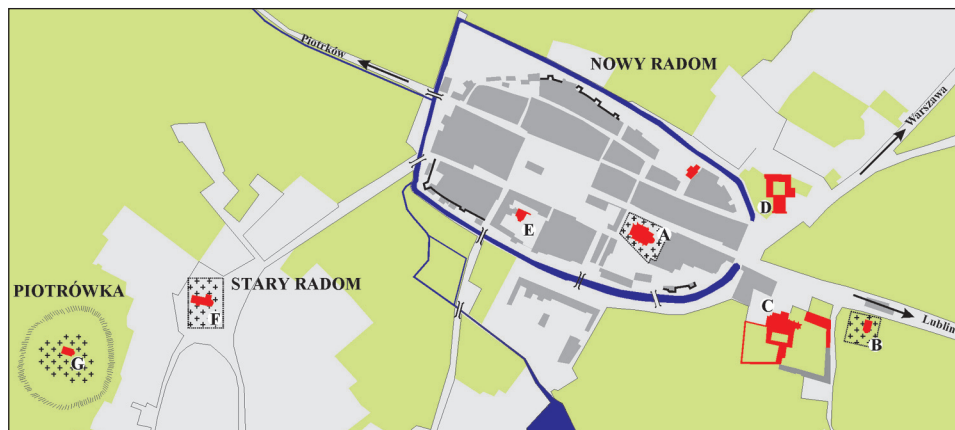 Piotrków
NOWY RADOM
Warszawa
D
A
E
STARY RADOM
PIOTRÓWKA
C
F
Lublin
B
G